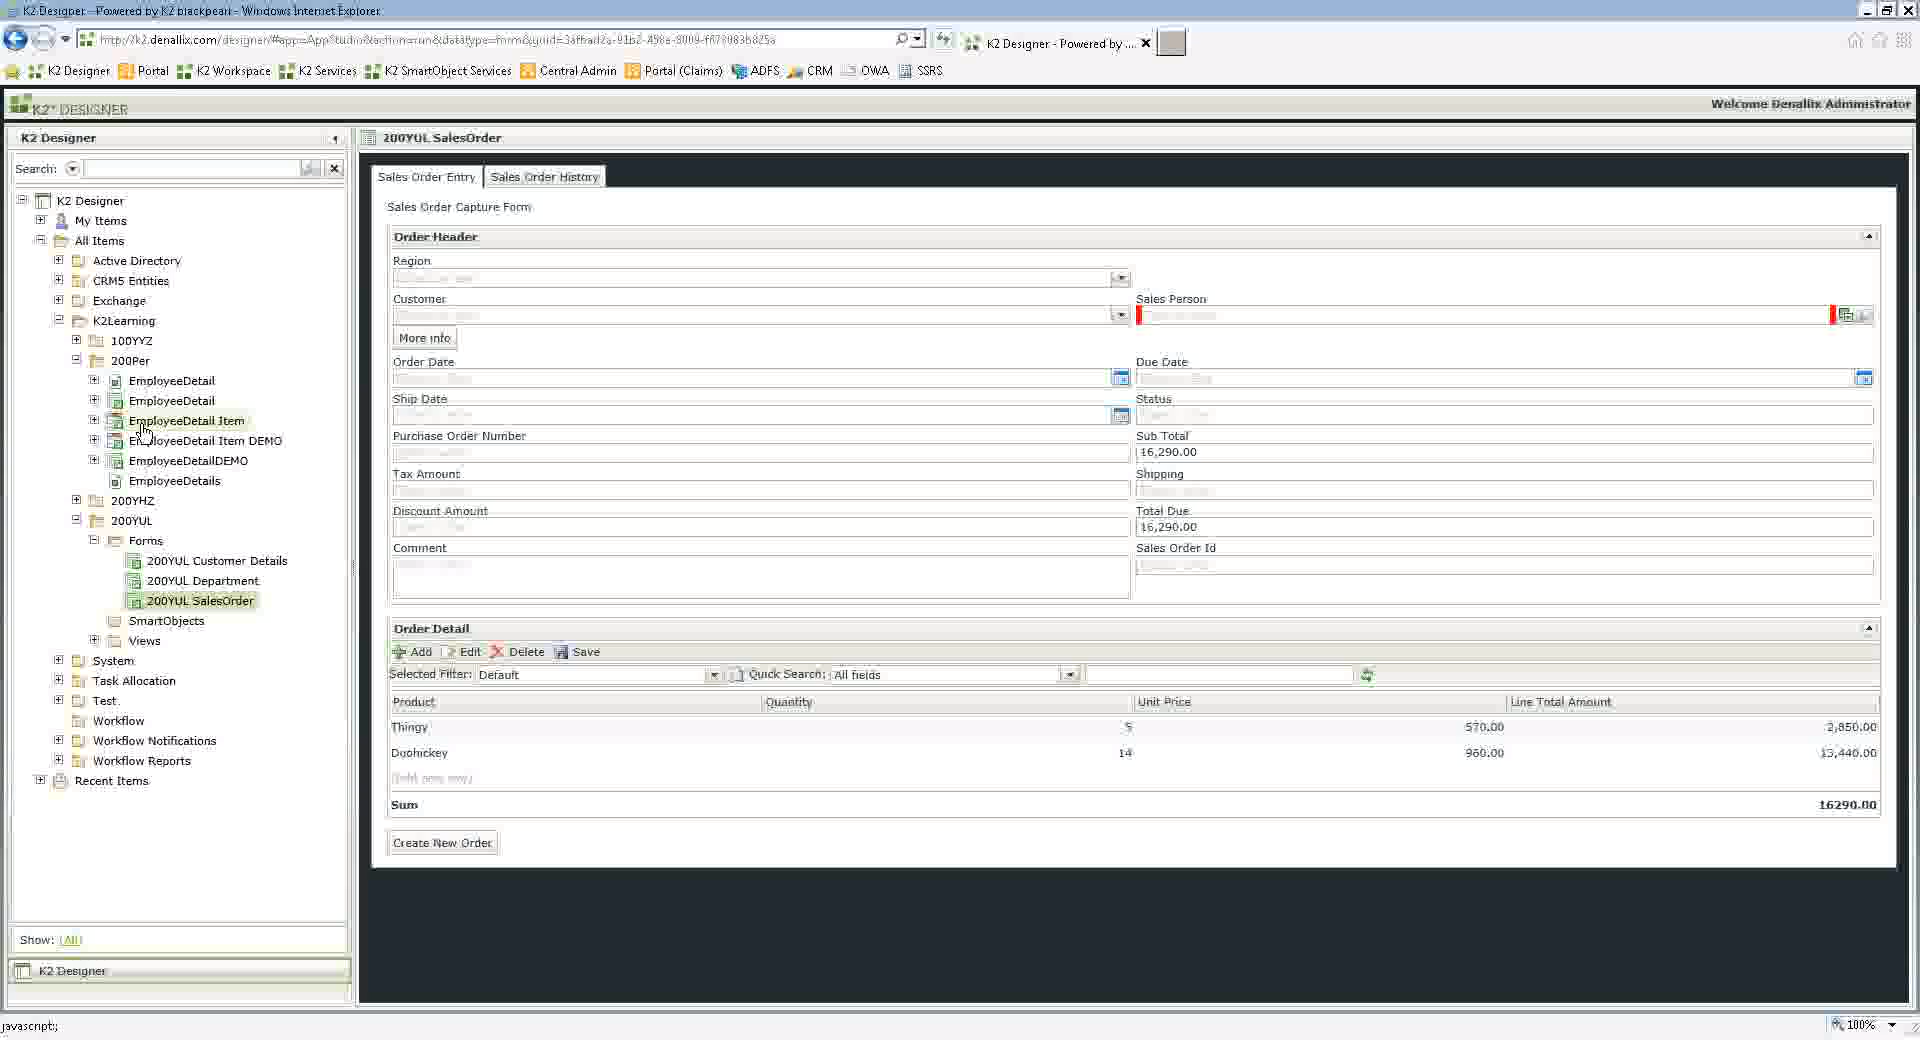 K2 Designer - Powered by K2 blackpearl - Windows Internet Explorer
K2 Designer - Powered by ....
K2 Designer Portal K2 Workspace K2 Services K2 SmartObject Services Central Admin Portal (Claims) ADFS CRM OWA SSRS
K2* DESIGNER
Welcome Denallix Administrator
K2 Designer
Search:
K2 Designer
My Items
All Items
Active Directory
CRM5 Entities
Exchange
K2Learning
100YYZ
200Per
EmployeeDetail
EmployeeDetail
EmployeeDetail Item
EmployeeDetail Item DEMO
EmployeeDetailDEMO
EmployeeDetails
200YHZ
200YUL
Forms
200YUL Customer Details
200YUL Department
200YUL SalesOrder
SmartObjects
Views
System
Task Allocation
Test
Workflow
Workflow Notifications
Workflow Reports
Recent Items
Show: (All)
K2 Designer
200YUL SalesOrder
Sales Order Entry Sales Order History
Sales Order Capture Form
Order Header
Region
Customer Sales Person
More info
Order Date Due Date
Ship Date Status
Purchase Order Number Sub Total
16,290.00
Tax Amount Shipping
Discount Amount Total Due
16,290.00
Comment Sales Order Id
Order Detail
Add Edit Delete Save
Selected Filter: Default Quick Search: All fields
Product Quantity Unit Price Line Total Amount
Thingy 5 570.00 2,850.00
Doohickey 14 960.00 13,440.00
(Add new row)
Sum 16290.00
Create New Order
javascript:;
100%